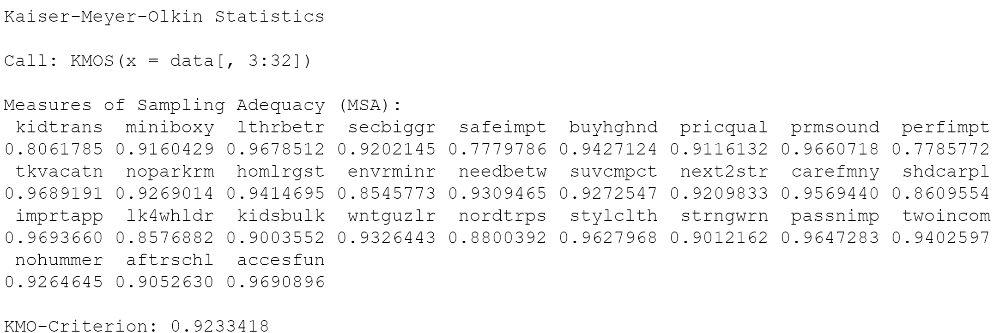 Kaiser-Meyer-Olkin Statistics
Call: KMOS(x = data[, 3:32])
Measures of Sampling Adequacy (MSA):
kidtrans miniboxy lthrbetr secbiggr safeimpt buyhghnd pricqual prmsound perfimpt
0.8061785 0.9160429 0.9678512 0.9202145 0.7779786 0.9427124 0.9116132 0.9660718 0.7785772
tkvacatn noparkrm homlrgst envrminr needbetw suvcmpct next2str carefmny shdcarpl
0.9689191 0.9269014 0.9414695 0.8545773 0.9309465 0.9272547 0.9209833 0.9569440 0.8609554
imprtapp lk4whldr kidsbulk wntguzlr nordtrps stylclth strngwrn passnimp twoincom
0.9693660 0.8576882 0.9003552 0.9326443 0.8800392 0.9627968 0.9012162 0.9647283 0.9402597
nohummer aftrschl accesfun
0.9264645 0.9052630 0.9690896
KMO-Criterion: 0.9233418